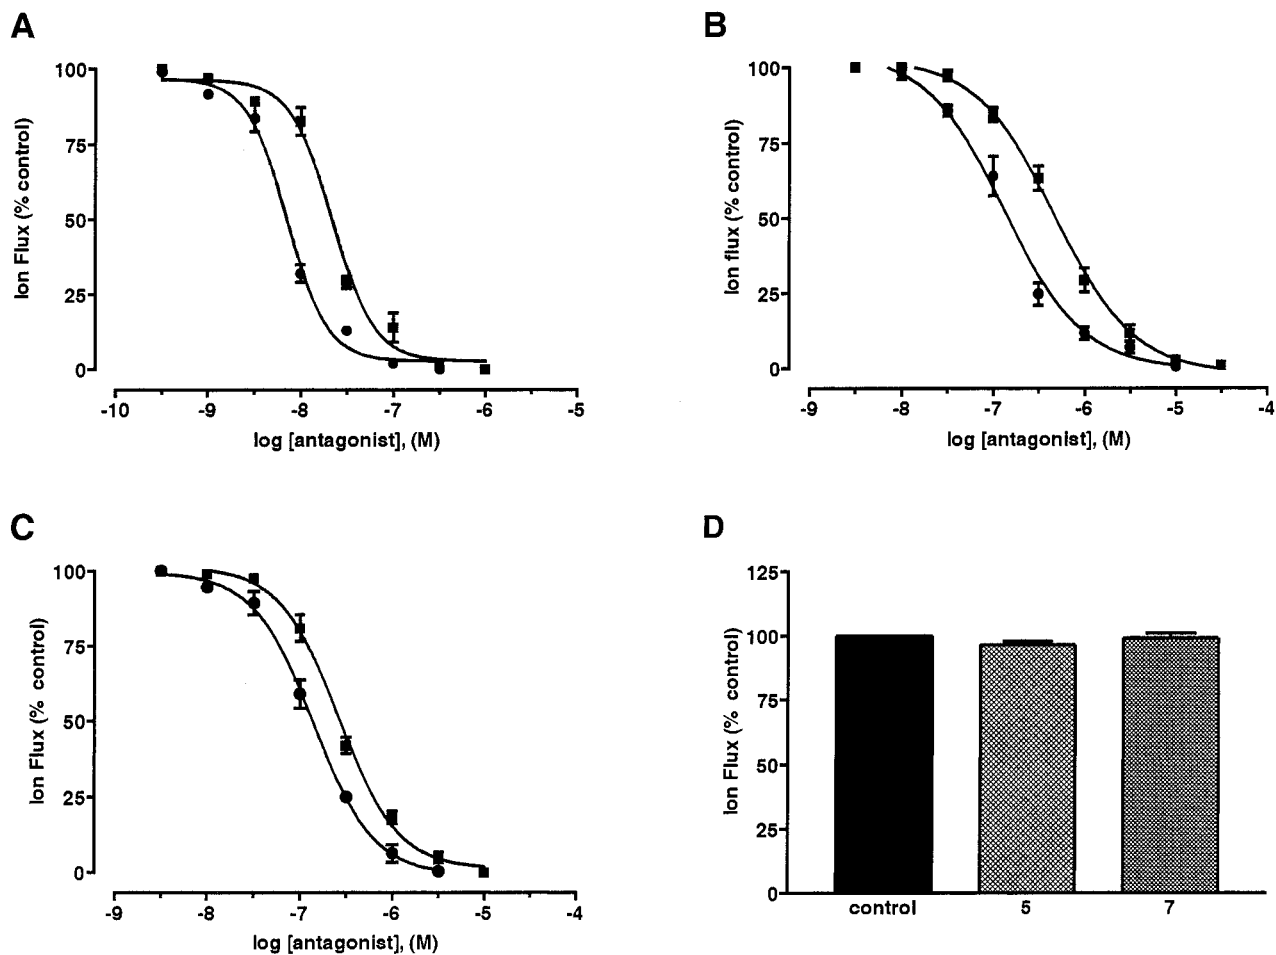 A
Ion Flux (% control)
100
75
50
25
0
-10 -9 -8 -7 -6 -5
log [antagonist], (M)
B
Ion flux (% control)
100
75
50
25
0
-9 -8 -7 -6 -5 -4
log [antagonist], (M)
C
Ion Flux (% control)
100
75
50
25
0
-9 -8 -7 -6 -5 -4
log [antagonist], (M)
D
Ion Flux (% control)
125
100
75
50
25
0
control 5 7